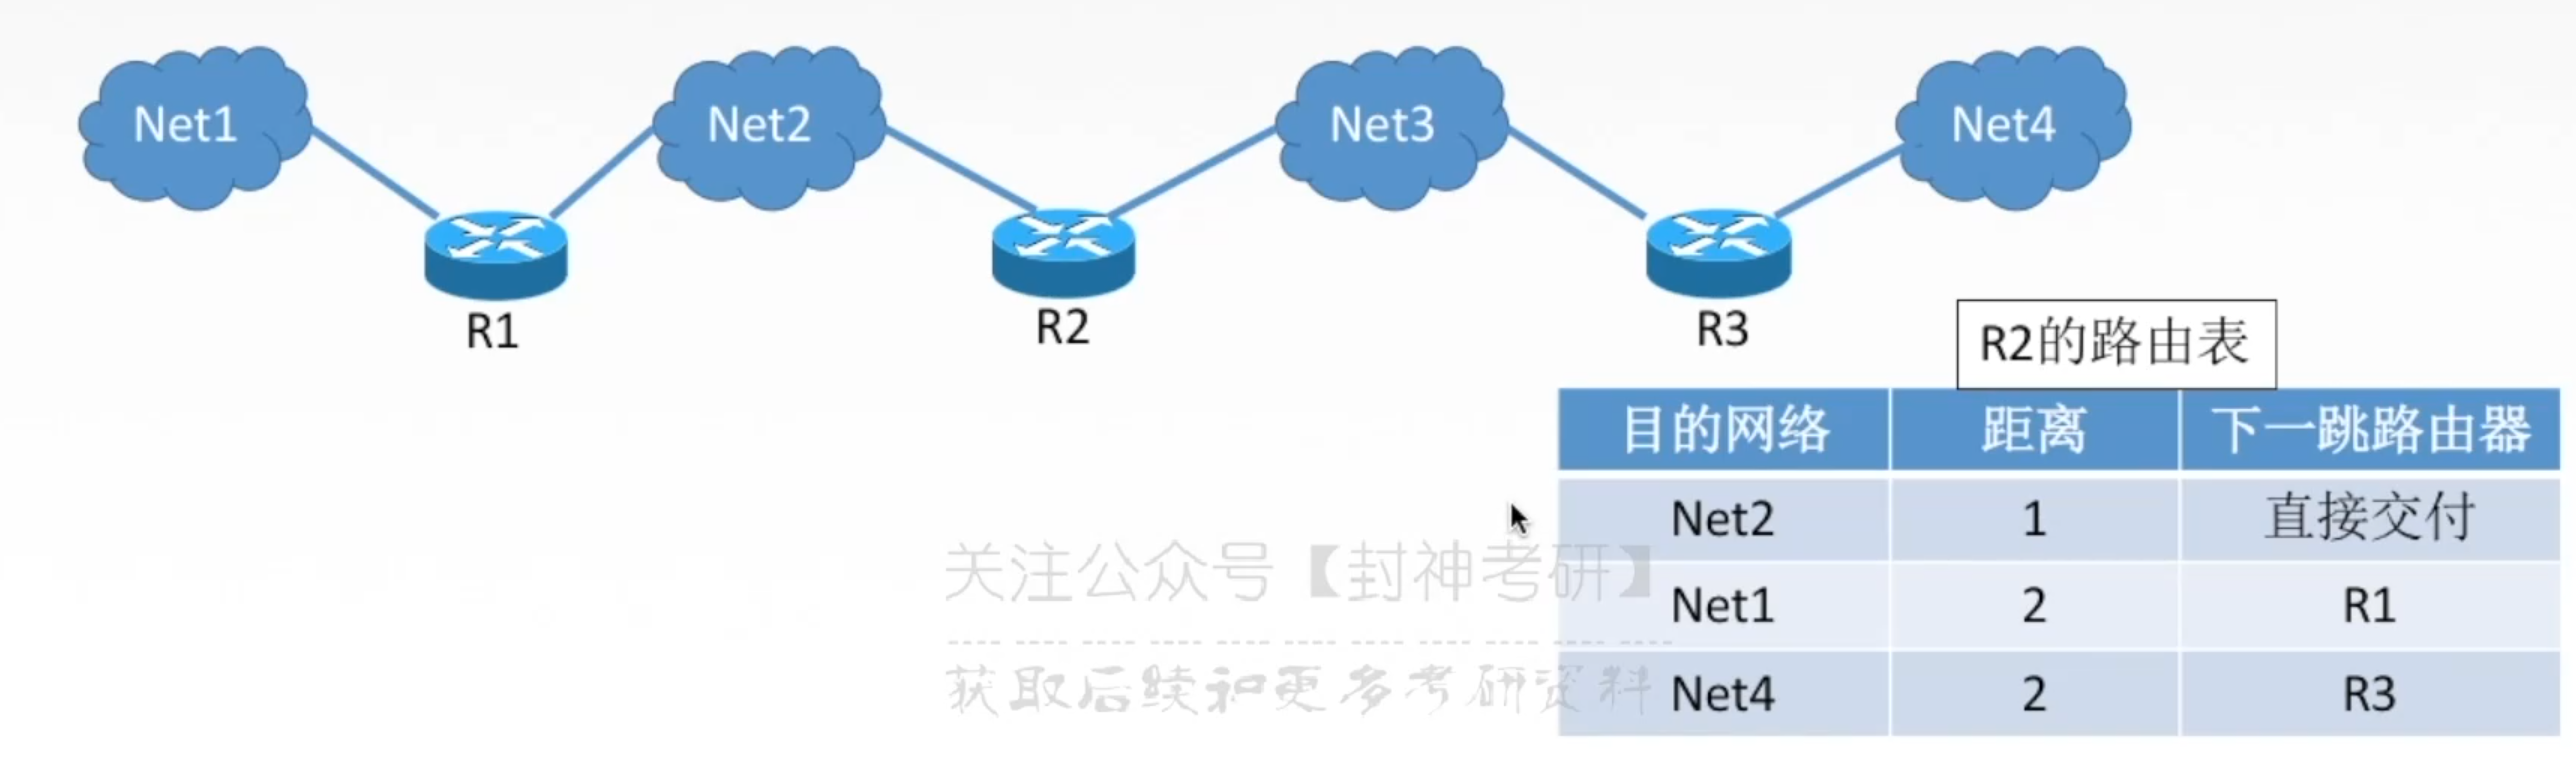 Net1 Net2 Net3 Net4
R1 R2 R3
R2的路由表
目的网络 距离 下一跳路由器
Net2 1 直接交付
Net1 2 R1
Net4 2 R3
关注公众号【封神考研】
获取后续和更多考研资料